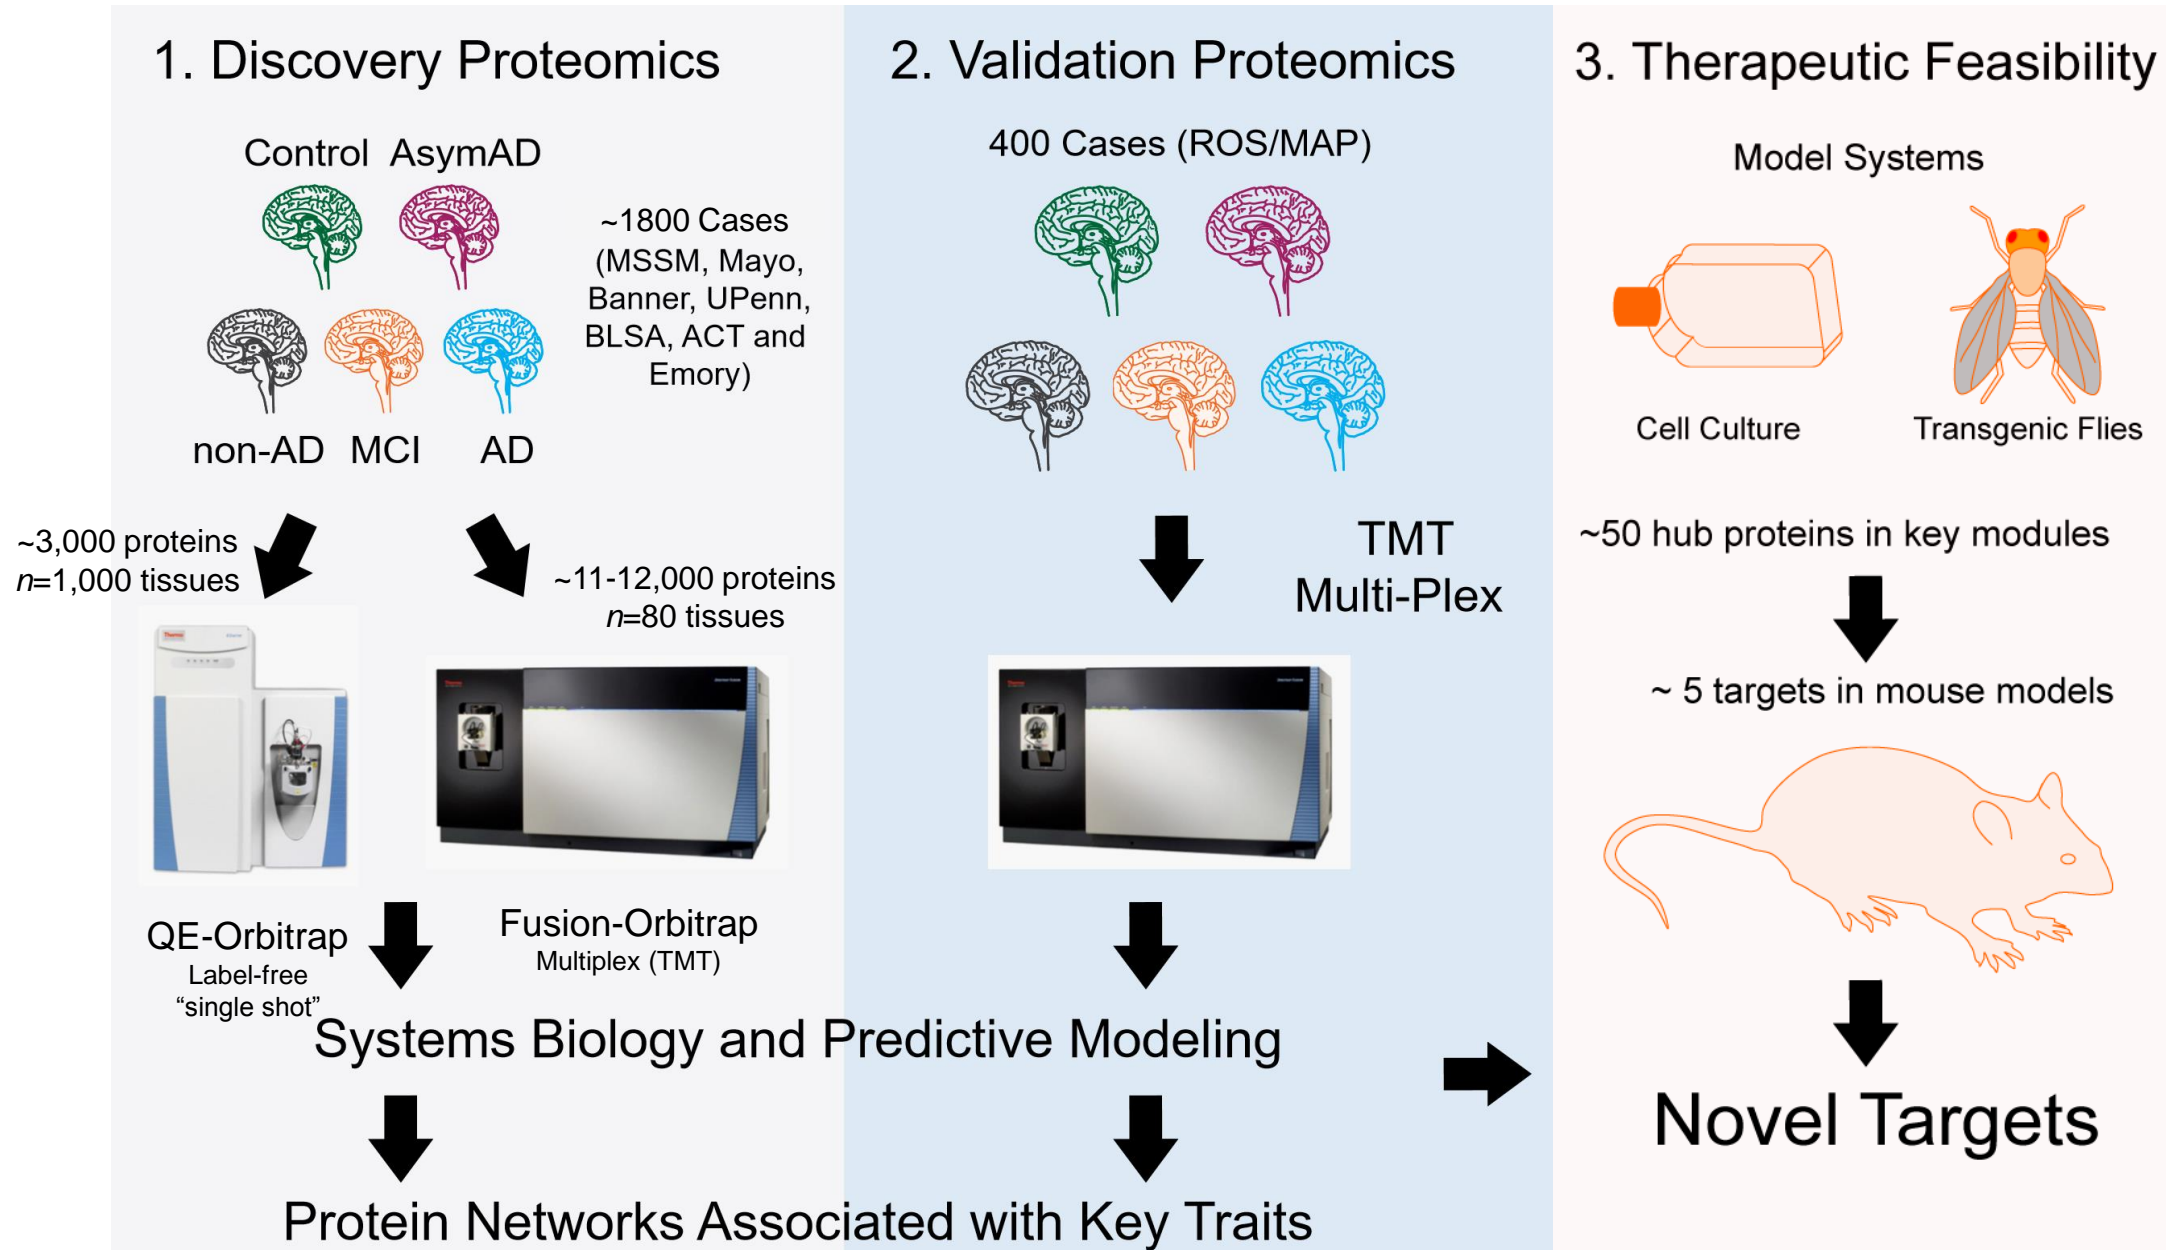 1. Discovery Proteomics
Control AsymAD
~1800 Cases
(MSSM, Mayo,
Banner, UPenn,
BLSA, ACT and
Emory)
non-AD MCI AD
~3,000 proteins
n=1,000 tissues
~11-12,000 proteins
n=80 tissues
Thermo
QE-Orbitrap
Label-free
“single shot”
Fusion-Orbitrap
Multiplex (TMT)
2. Validation Proteomics
400 Cases (ROS/MAP)
TMT
Multi-Plex
Systems Biology and Predictive Modeling
Protein Networks Associated with Key Traits
3. Therapeutic Feasibility
Model Systems
Cell Culture
Transgenic Flies
~50 hub proteins in key modules
~ 5 targets in mouse models
Novel Targets